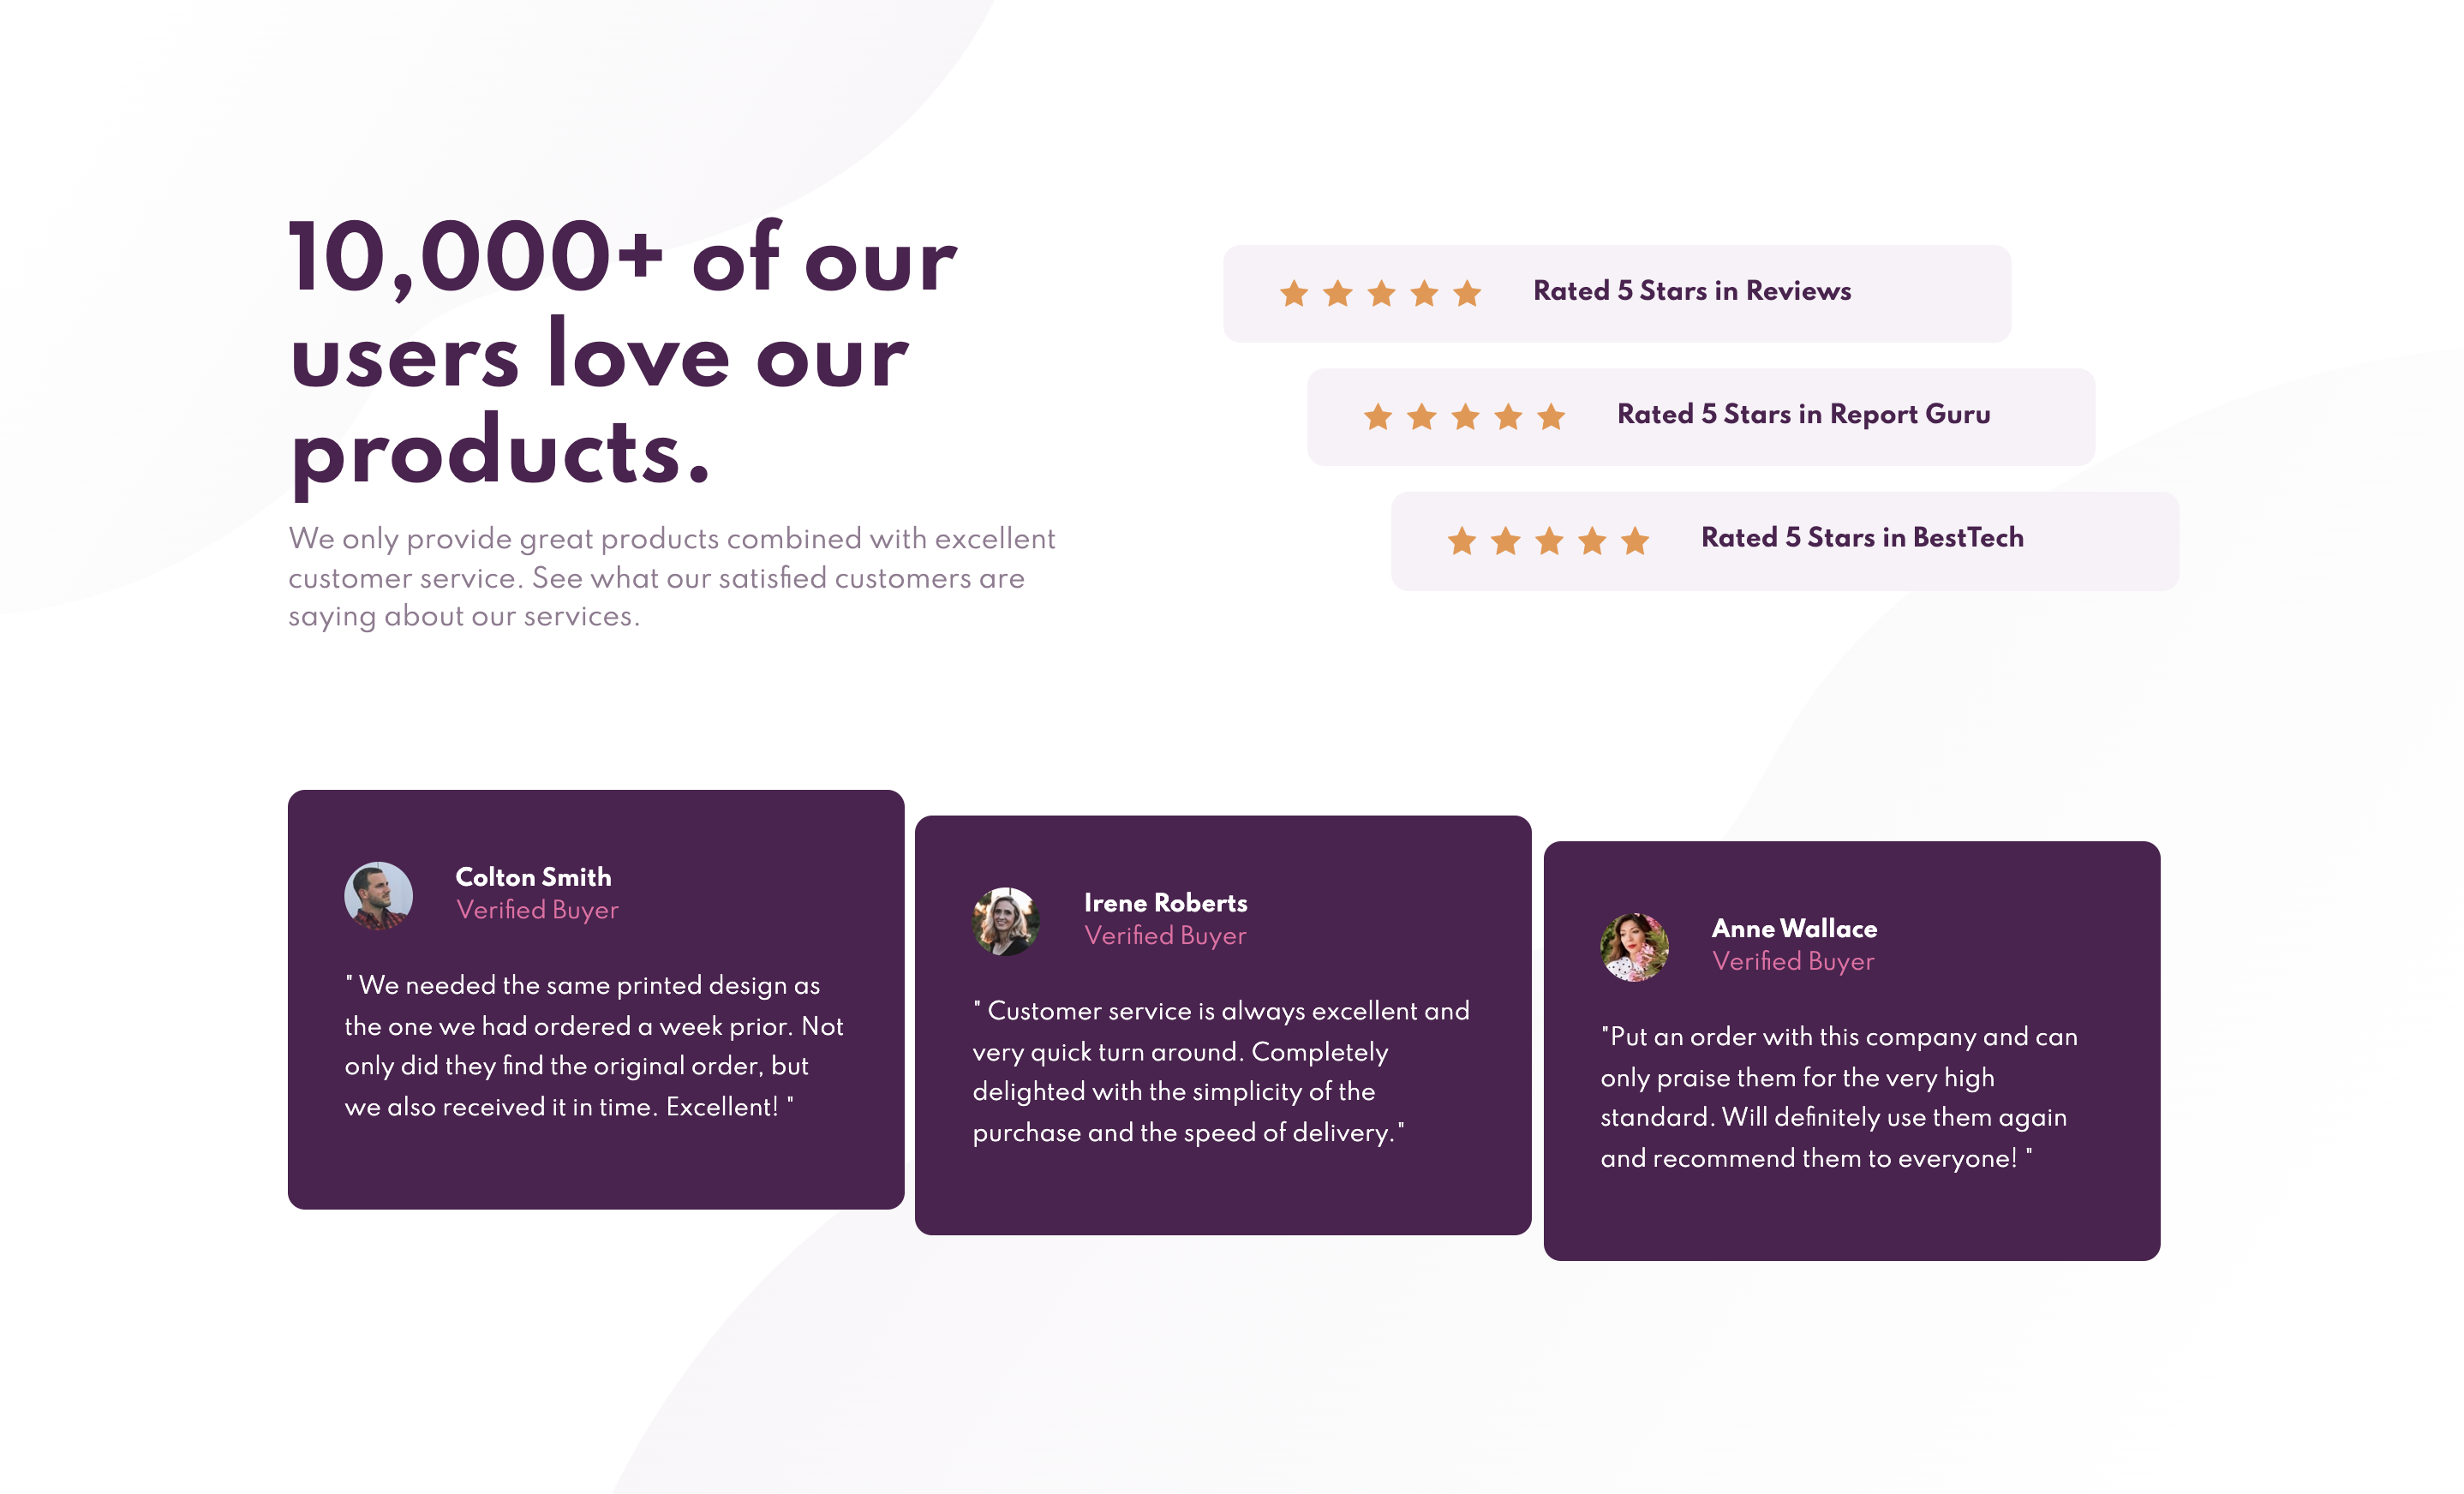 10,000+ of our
users love our
products.
We only provide great products combined with excellent
customer service. See what our satisfied customers are
saying about our services.
Rated 5 Stars in Reviews
Rated 5 Stars in Report Guru
Rated 5 Stars in BestTech
Colton Smith
Verified Buyer
" We needed the same printed design as
the one we had ordered a week prior. Not
only did they find the original order, but
we also received it in time. Excellent! "
Irene Roberts
Verified Buyer
" Customer service is always excellent and
very quick turn around. Completely
delighted with the simplicity of the
purchase and the speed of delivery."
Anne Wallace
Verified Buyer
"Put an order with this company and can
only praise them for the very high
standard. Will definitely use them again
and recommend them to everyone! "